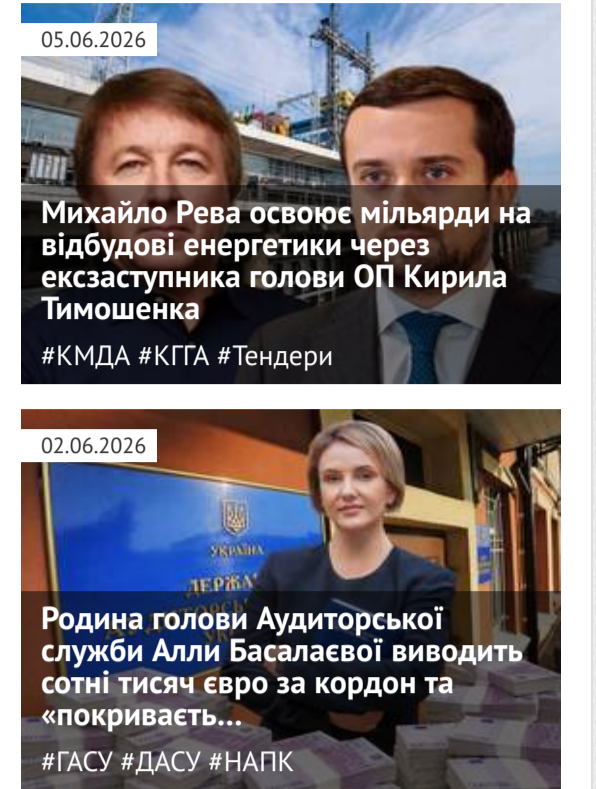 05.06.2026
Михайло Рева освоює мільярди на
відбудові енергетики через
ексзаступника голови ОП Кирила
Тимошенка
#КМДА #КГГА #Тендери
02.06.2026
УКРАЇНА
ДЕРЖА
Родина голови Аудиторської
служби Алли Басалаєвої виводить
сотні тисяч євро за кордон та
«покриваєть...
#ГАСУ #ДАСУ #НАПК